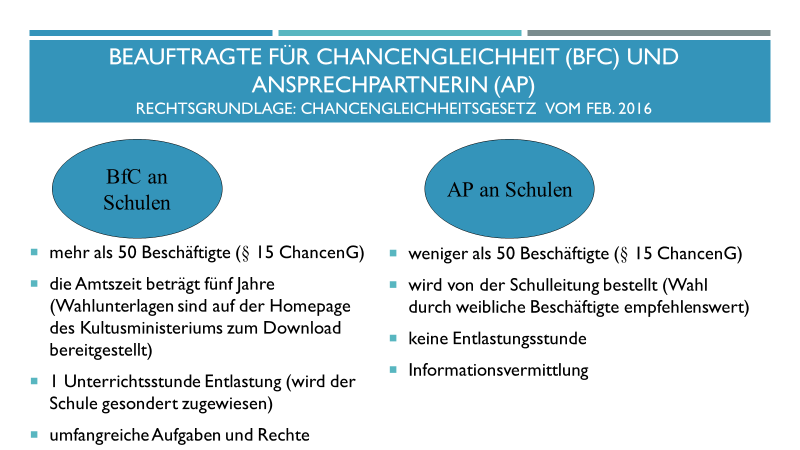 BEAUFTRAGTE FÜR CHANCENGLEICHHEIT (BFC) UND
ANSPRECHPARTNERIN (AP)
RECHTSGRUNDLAGE: CHANCENGLEICHHEITSGESETZ VOM FEB. 2016
BfC an
Schulen
mehr als 50 Beschäftigte (§ 15 ChancenG)
die Amtszeit beträgt fünf Jahre
(Wahlunterlagen sind auf der Homepage
des Kultusministeriums zum Download
bereitgestellt)
1 Unterrichtsstunde Entlastung (wird der
Schule gesondert zugewiesen)
umfangreiche Aufgaben und Rechte
AP an Schulen
weniger als 50 Beschäftigte (§ 15 ChancenG)
wird von der Schulleitung bestellt (Wahl
durch weibliche Beschäftigte empfehlenswert)
keine Entlastungsstunde
Informationsvermittlung